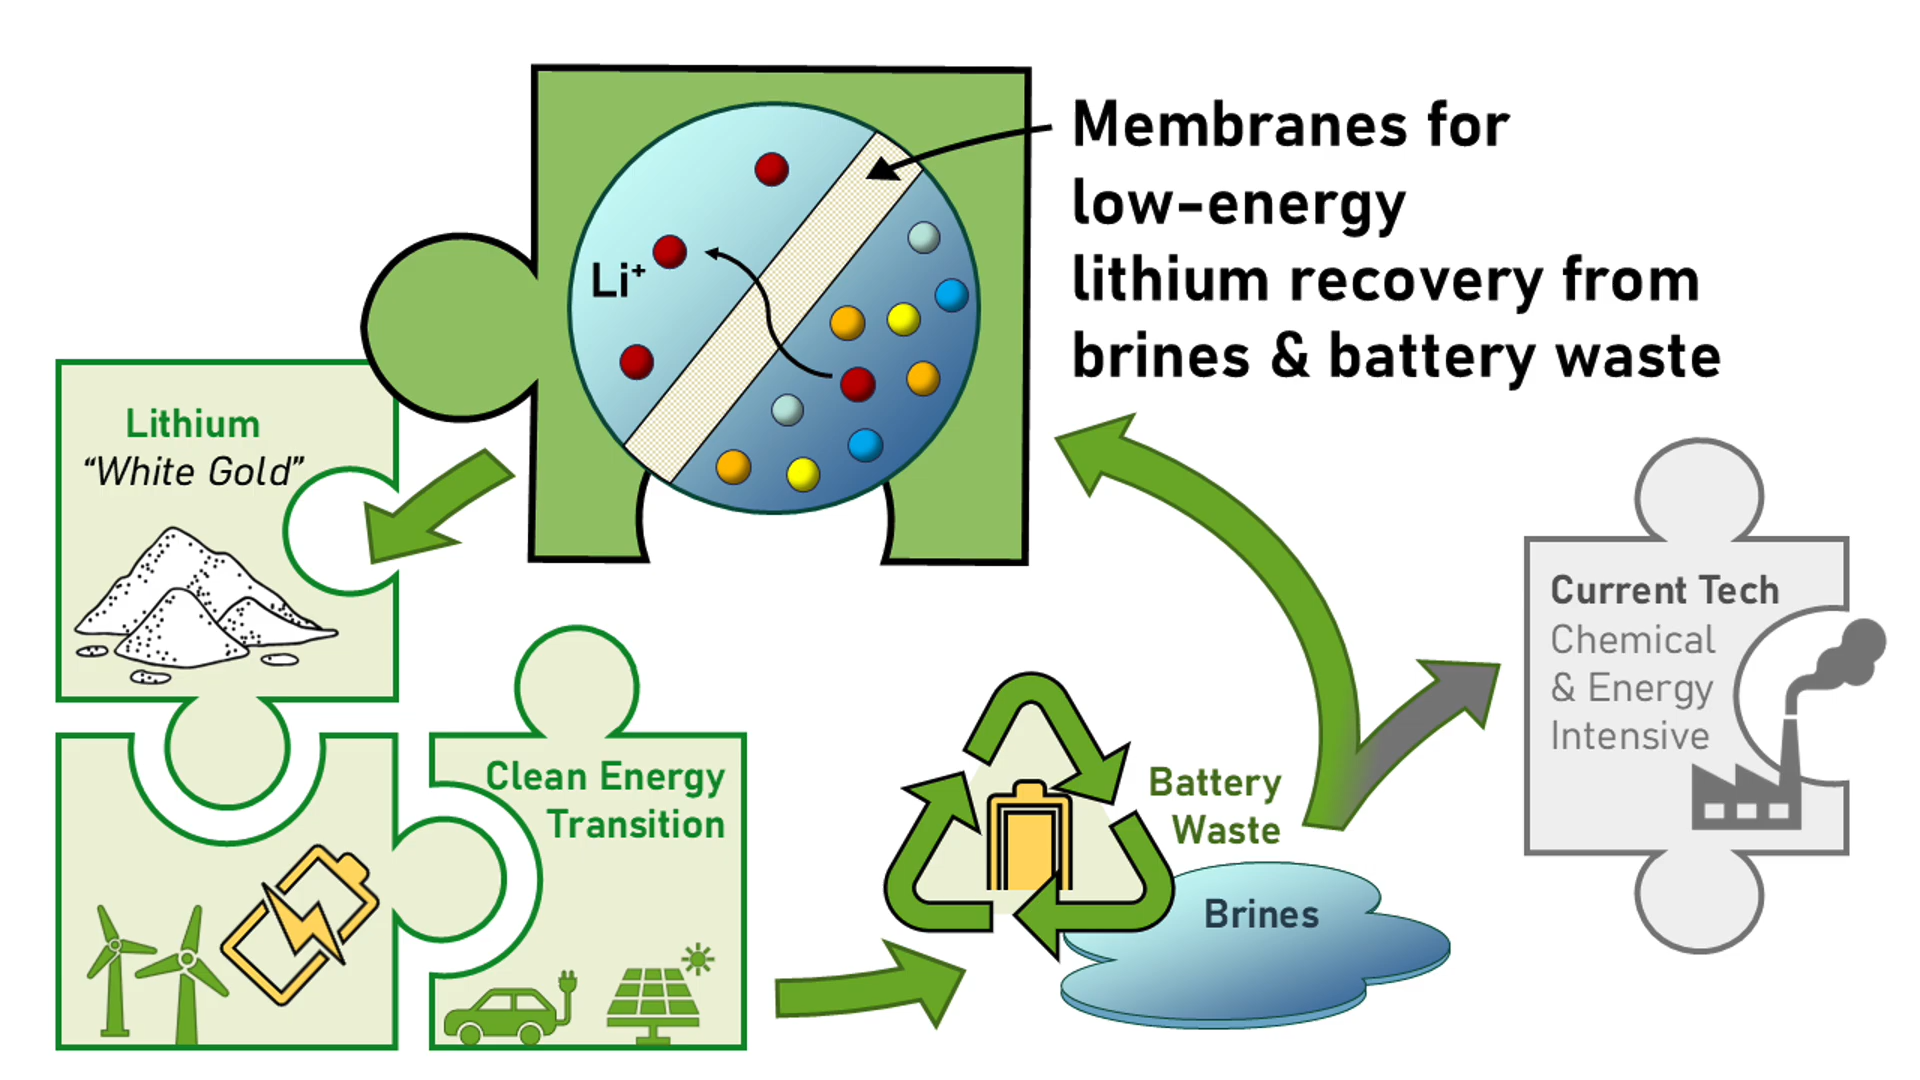 Membranes for
low-energy
lithium recovery from
brines & battery waste
Li⁺
Lithium
“White Gold”
Clean Energy
Transition
Battery
Waste
Brines
Current Tech
Chemical
& Energy
Intensive